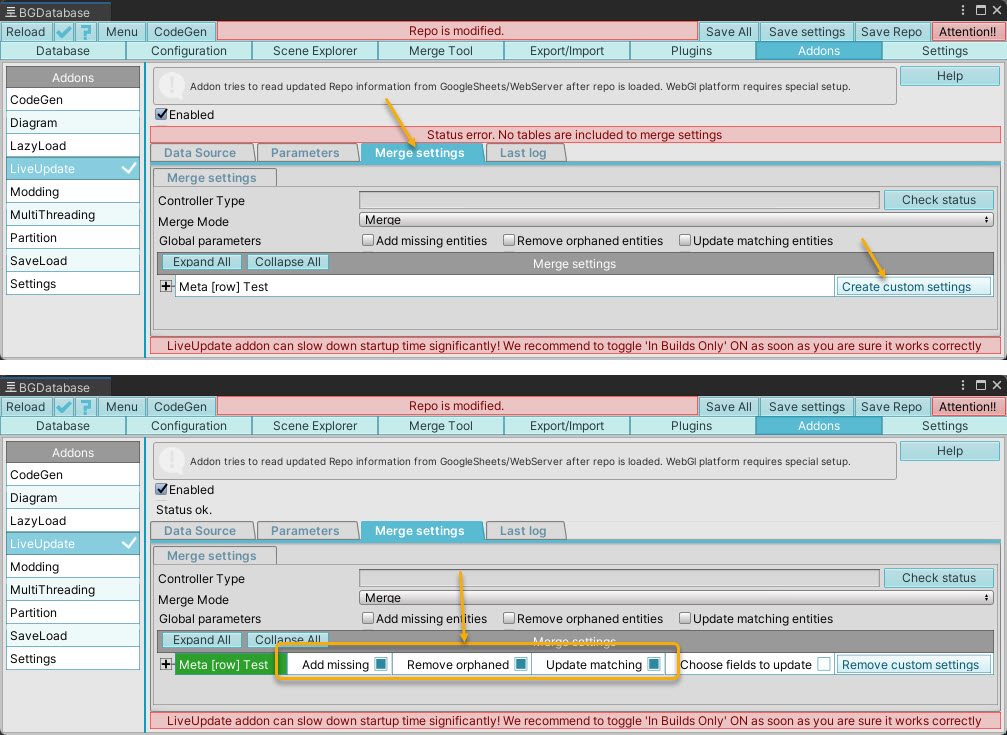 BGDatabase
Reload ? Menu CodeGen Repo is modified. Save All Save settings Save Repo Attention!!
Database Configuration Scene Explorer Merge Tool Export/Import Plugins Addons Settings
Addons
CodeGen
Diagram
LazyLoad
LiveUpdate
Modding
MultiThreading
Partition
SaveLoad
Settings
Addon tries to read updated Repo information from GoogleSheets/WebServer after repo is loaded. WebGl platform requires special setup.
Help
Enabled
Status error. No tables are included to merge settings
Data Source Parameters Merge settings Last log
Merge settings
Controller Type Check status
Merge Mode Merge
Global parameters Add missing entities Remove orphaned entities Update matching entities
Expand All Collapse All Merge settings
Meta [row] Test Create custom settings
LiveUpdate addon can slow down startup time significantly! We recommend to toggle 'In Builds Only' ON as soon as you are sure it works correctly
BGDatabase
Reload ? Menu CodeGen Repo is modified. Save All Save settings Save Repo Attention!!
Database Configuration Scene Explorer Merge Tool Export/Import Plugins Addons Settings
Addons
CodeGen
Diagram
LazyLoad
LiveUpdate
Modding
MultiThreading
Partition
SaveLoad
Settings
Addon tries to read updated Repo information from GoogleSheets/WebServer after repo is loaded. WebGl platform requires special setup.
Help
Enabled
Status ok.
Data Source Parameters Merge settings Last log
Merge settings
Controller Type Check status
Merge Mode Merge
Global parameters Add missing entities Remove orphaned entities Update matching entities
Expand All Collapse All Merge settings
Meta [row] Test Add missing Remove orphaned Update matching Choose fields to update Remove custom settings
LiveUpdate addon can slow down startup time significantly! We recommend to toggle 'In Builds Only' ON as soon as you are sure it works correctly